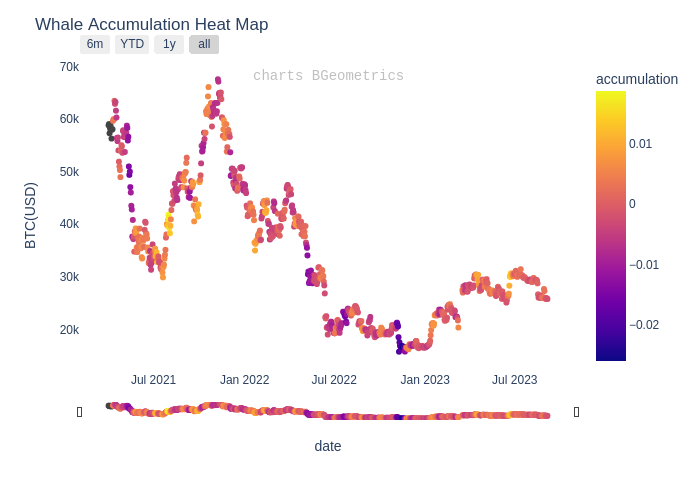 Whale Accumulation Heat Map
6m YTD 1y all
charts BGeometrics
accumulation
70k
60k
50k
40k
30k
20k
BTC(USD)
0.01
0
−0.01
−0.02
Jul 2021 Jan 2022 Jul 2022 Jan 2023 Jul 2023
date